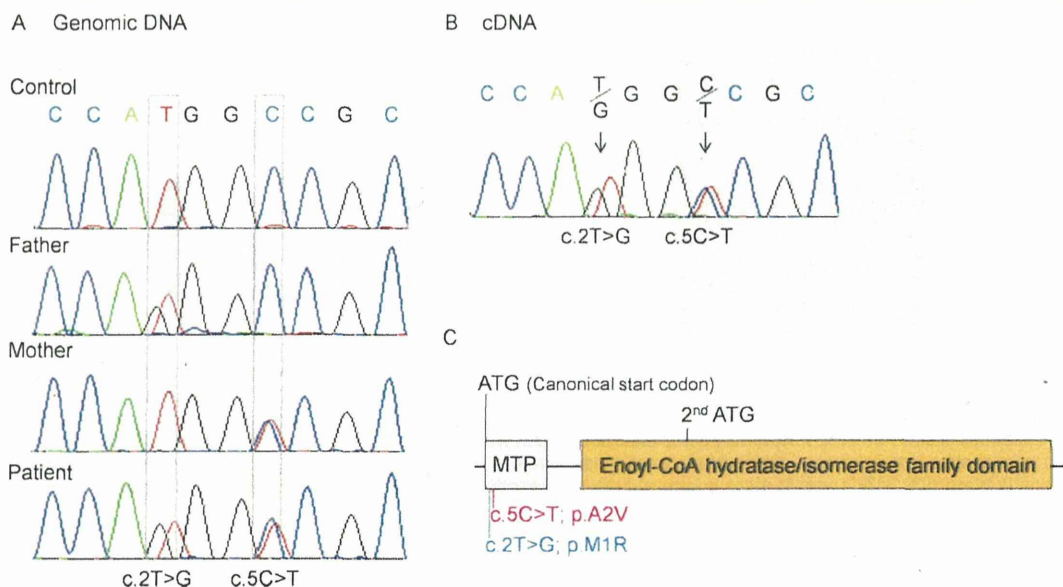 A Genomic DNA
Control
C C A T G G C C G C
Father
Mother
Patient
c.2T>G c.5C>T
B cDNA
C C A T/G G G C/T C G C
c.2T>G c.5C>T
C
ATG (Canonical start codon)
2nd ATG
MTP
Enoyl-CoA hydratase/isomerase family domain
c.5C>T; p.A2V
c.2T>G; p M1R